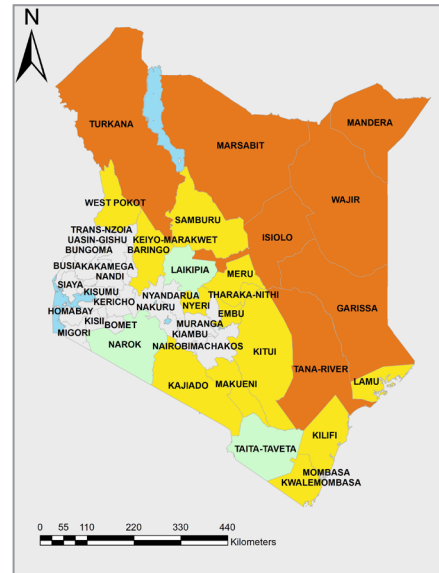 N
MANDERA
TURKANA
MARSABIT
WAJIR
WEST POKOT
SAMBURU
TRANS-NZOIA
UASIN-GISHU
KEIYO-MARAKWET
ISIOLO
BUNGOMA
BARINGO
BUSIA
KAKAMEGA
LAIKIPIA
MERU
NANDI
SIAYA
KISUMU
NYANDARUA
THARAKA-NITHI
KERICHO
NAKURU
NYERI
GARISSA
HOMABAY
EMBU
KISII
BOMET
MURANGA
MIGORI
KIAMBU
NAROK
NAIROBI
MACHAKOS
KITUI
TANA-RIVER
LAMU
KAJIADO
MAKUENI
KILIFI
TAITA-TAVETA
MOMBASA
KWALE
MOMBASA
0 55 110 220 330 440
Kilometers